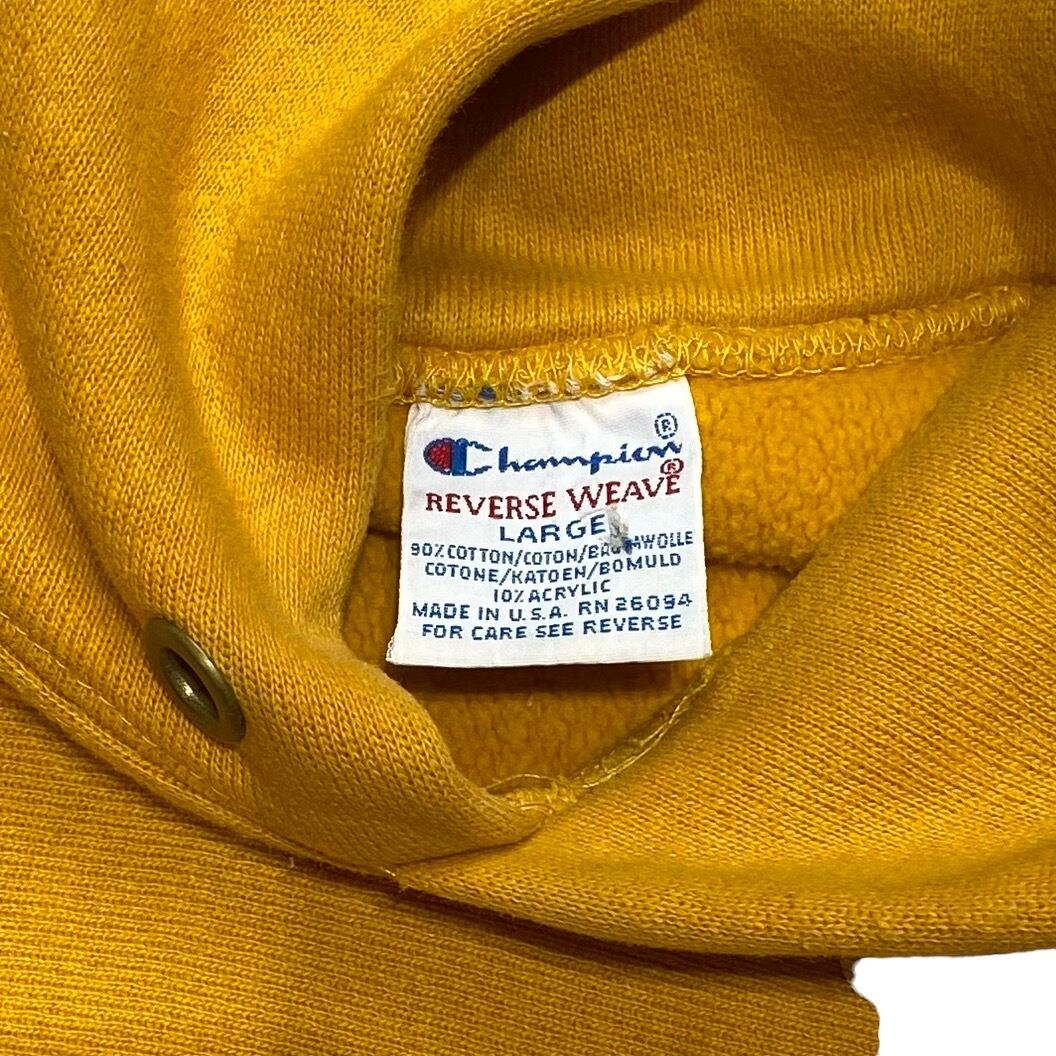 Champion®
REVERSE WEAVE®
LARGE
90% COTTON/COTON/BAUMWOLLE
COTONE/KATOEN/BOMULD
10% ACRYLIC
MADE IN U.S.A. RN 26094
FOR CARE SEE REVERSE